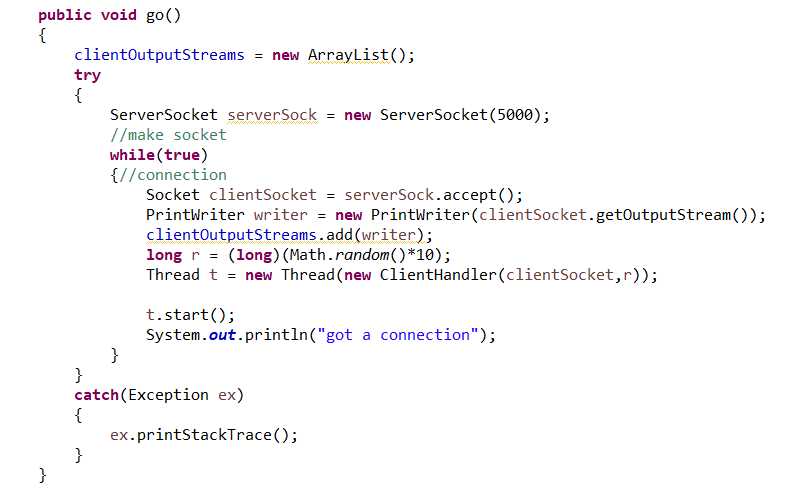 public void go()
{
clientOutputStreams = new ArrayList();
try
{
ServerSocket serverSock = new ServerSocket(5000);
//make socket
while(true)
{//connection
Socket clientSocket = serverSock.accept();
PrintWriter writer = new PrintWriter(clientSocket.getOutputStream());
clientOutputStreams.add(writer);
long r = (long)(Math.random()*10);
Thread t = new Thread(new ClientHandler(clientSocket,r));
t.start();
System.out.println("got a connection");
}
}
catch(Exception ex)
{
ex.printStackTrace();
}
}